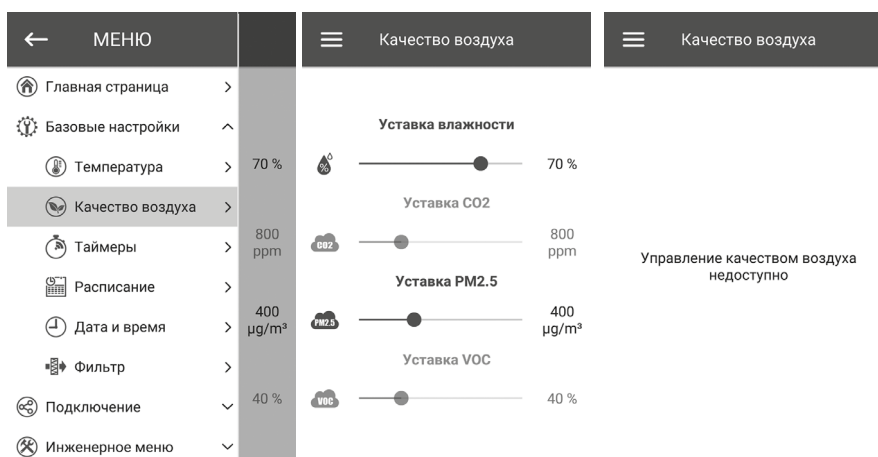 МЕНЮ
Главная страница
Базовые настройки
Температура
Качество воздуха
Таймеры
Расписание
Дата и время
Фильтр
Подключение
Инженерное меню
70 %
800
ppm
400
µg/m³
40 %
Качество воздуха
Уставка влажности
%
70 %
Уставка CO2
CO2
800
ppm
Уставка PM2.5
PM2.5
400
µg/m³
Уставка VOC
VOC
40 %
Качество воздуха
Управление качеством воздуха
недоступно